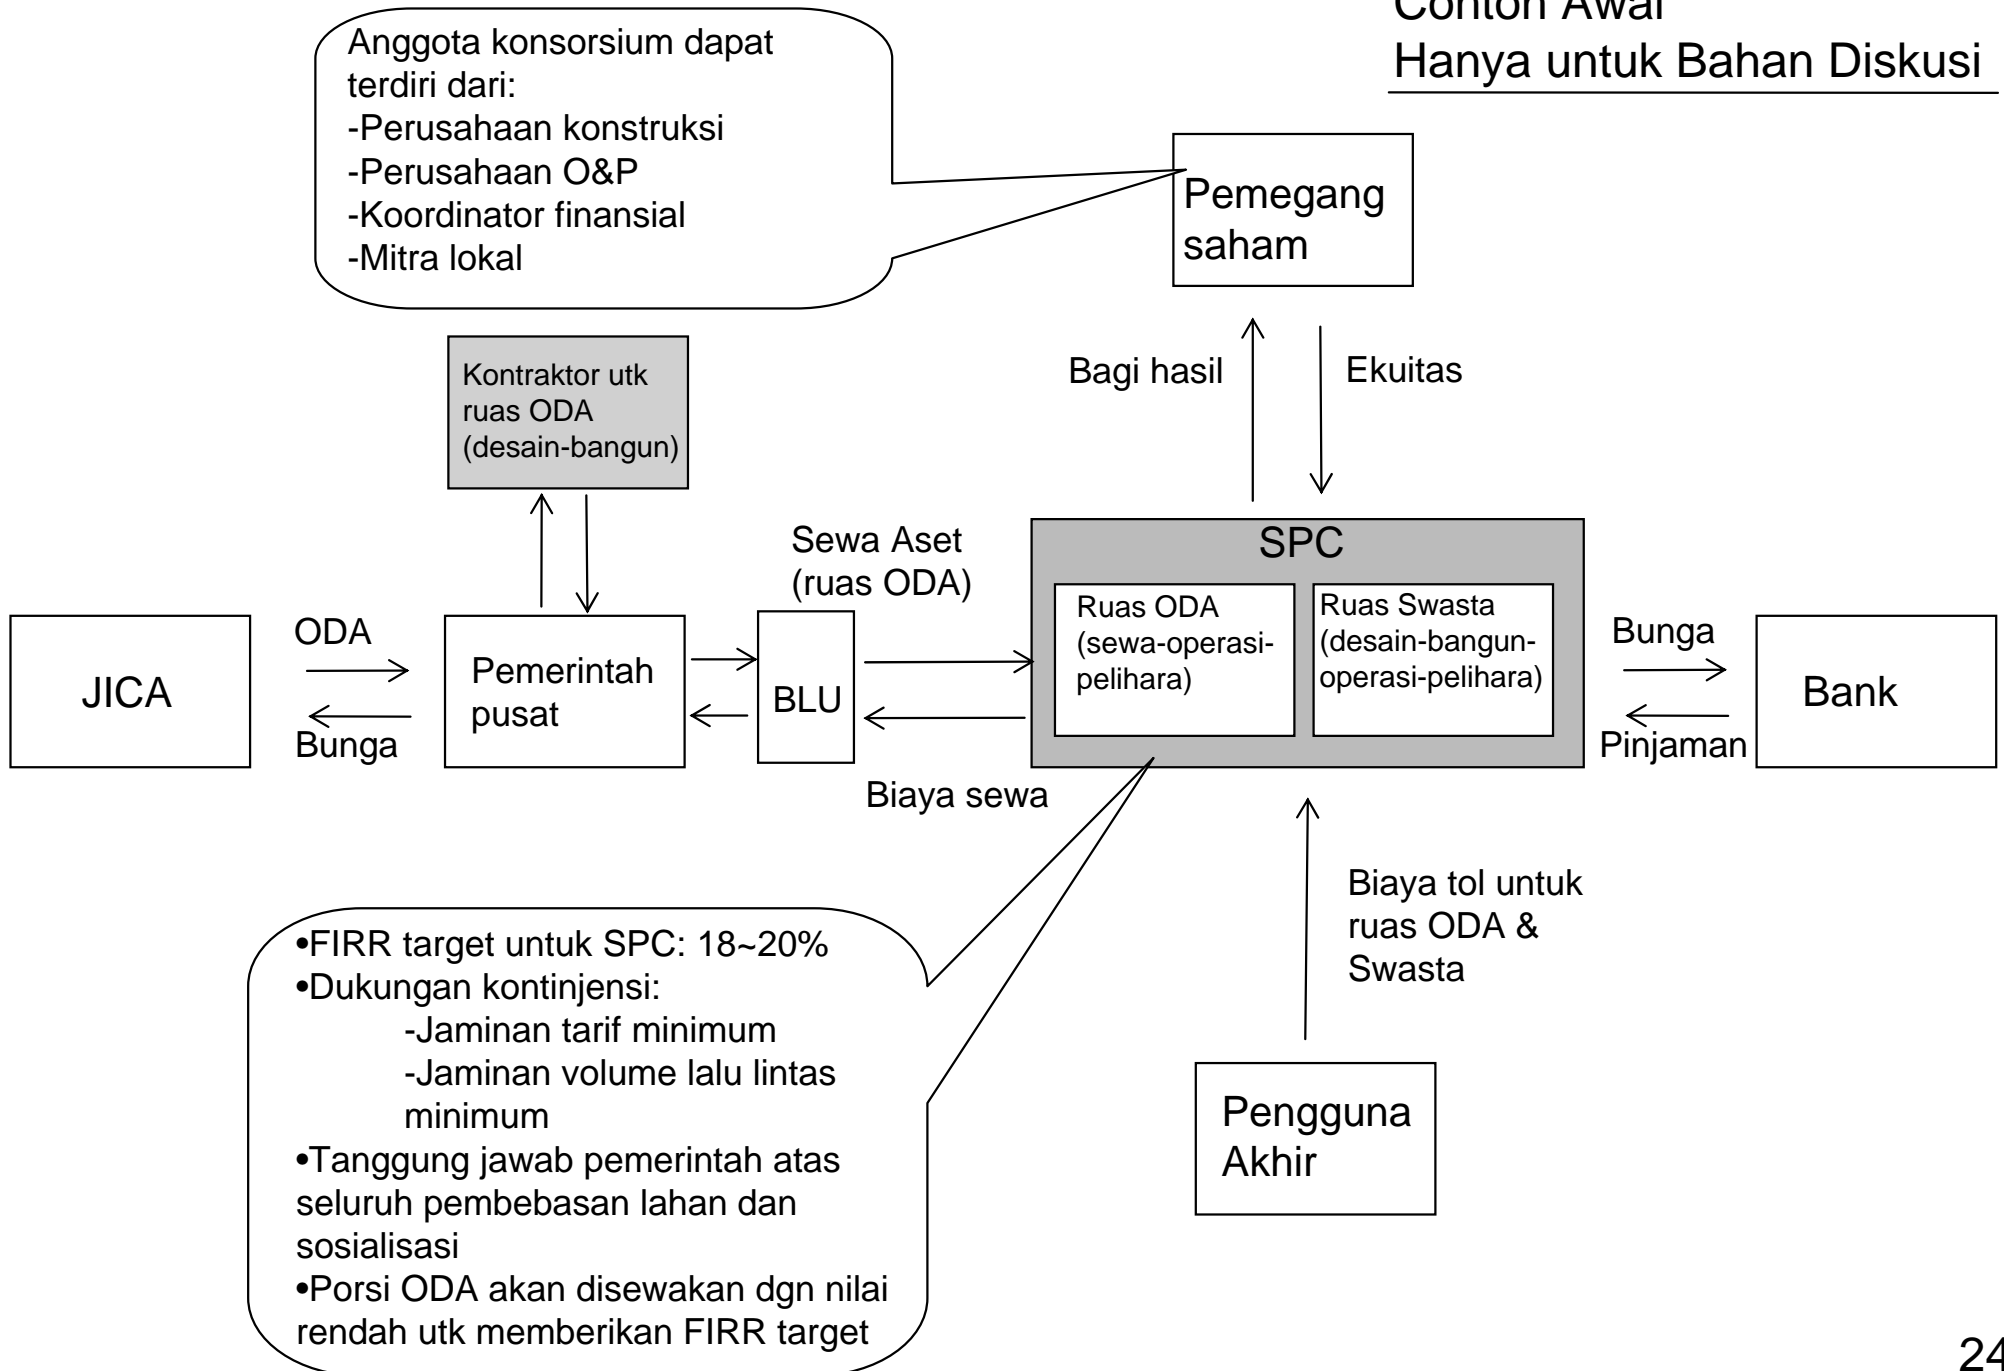 Contoh Awal
Hanya untuk Bahan Diskusi
Anggota konsorsium dapat
terdiri dari:
-Perusahaan konstruksi
-Perusahaan O&P
-Koordinator finansial
-Mitra lokal
Pemegang
saham
Kontraktor utk
ruas ODA
(desain-bangun)
Bagi hasil
Ekuitas
Sewa Aset
(ruas ODA)
SPC
Ruas ODA
(sewa-operasi-
pelihara)
Ruas Swasta
(desain-bangun-
operasi-pelihara)
JICA
ODA
Bunga
Pemerintah
pusat
BLU
Biaya sewa
Bunga
Pinjaman
Bank
Biaya tol untuk
ruas ODA &
Swasta
Pengguna
Akhir
•FIRR target untuk SPC: 18~20%
•Dukungan kontinjensi:
-Jaminan tarif minimum
-Jaminan volume lalu lintas
minimum
•Tanggung jawab pemerintah atas
seluruh pembebasan lahan dan
sosialisasi
•Porsi ODA akan disewakan dgn nilai
rendah utk memberikan FIRR target
24